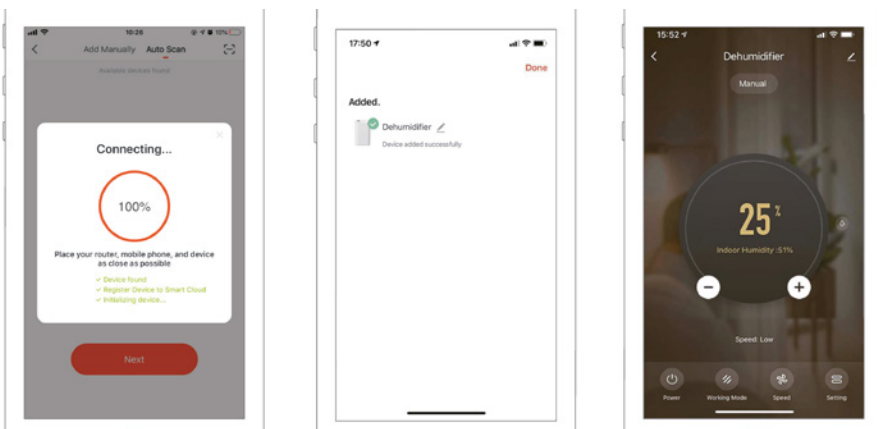 10:26
10%
Add Manually Auto Scan
Available devices found
Connecting...
100%
Place your router, mobile phone, and device
as close as possible
✓ Device found
✓ Register Device to Smart Cloud
✓ Initializing device...
Next
17:50
Done
Added.
Dehumidifier
Device added successfully
15:52
Dehumidifier
Manual
25%
Indoor Humidity :51%
Speed: Low
Power Working Mode Speed Setting